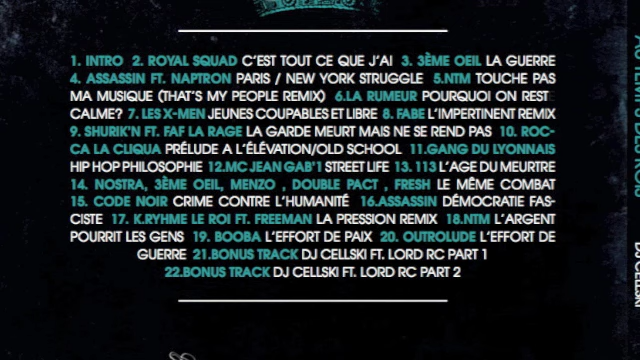 1. INTRO 2. ROYAL SQUAD C'EST TOUT CE QUE J'AI 3. 3ÈME OEIL LA GUERRE
4. ASSASSIN FT. NAPTRON PARIS / NEW YORK STRUGGLE 5.NTM TOUCHE PAS
MA MUSIQUE (THAT'S MY PEOPLE REMIX) 6.LA RUMEUR POURQUOI ON REST
CALME? 7. LES X-MEN JEUNES COUPABLES ET LIBRE 8. FABE L'IMPERTINENT REMIX
9. SHURIK'N FT. FAF LA RAGE LA GARDE MEURT MAIS NE SE REND PAS 10. ROC-
CA LA CLIQUA PRÉLUDE A L'ÉLÉVATION/OLD SCHOOL 11.GANG DU LYONNAIS
HIP HOP PHILOSOPHIE 12.MC JEAN GAB'1 STREET LIFE 13. 113 L'AGE DU MEURTRE
14. NOSTRA, 3ÈME OEIL, MENZO , DOUBLE PACT , FRESH LE MÊME COMBAT
15. CODE NOIR CRIME CONTRE L'HUMANITÉ 16.ASSASSIN DÉMOCRATIE FAS-
CISTE 17. K.RHYME LE ROI FT. FREEMAN LA PRESSION REMIX 18.NTM L'ARGENT
POURRIT LES GENS 19. BOOBA L'EFFORT DE PAIX 20. OUTROLUDE L'EFFORT DE
GUERRE 21.BONUS TRACK DJ CELLSKI FT. LORD RC PART 1
22.BONUS TRACK DJ CELLSKI FT. LORD RC PART 2
DJ CELLSKI